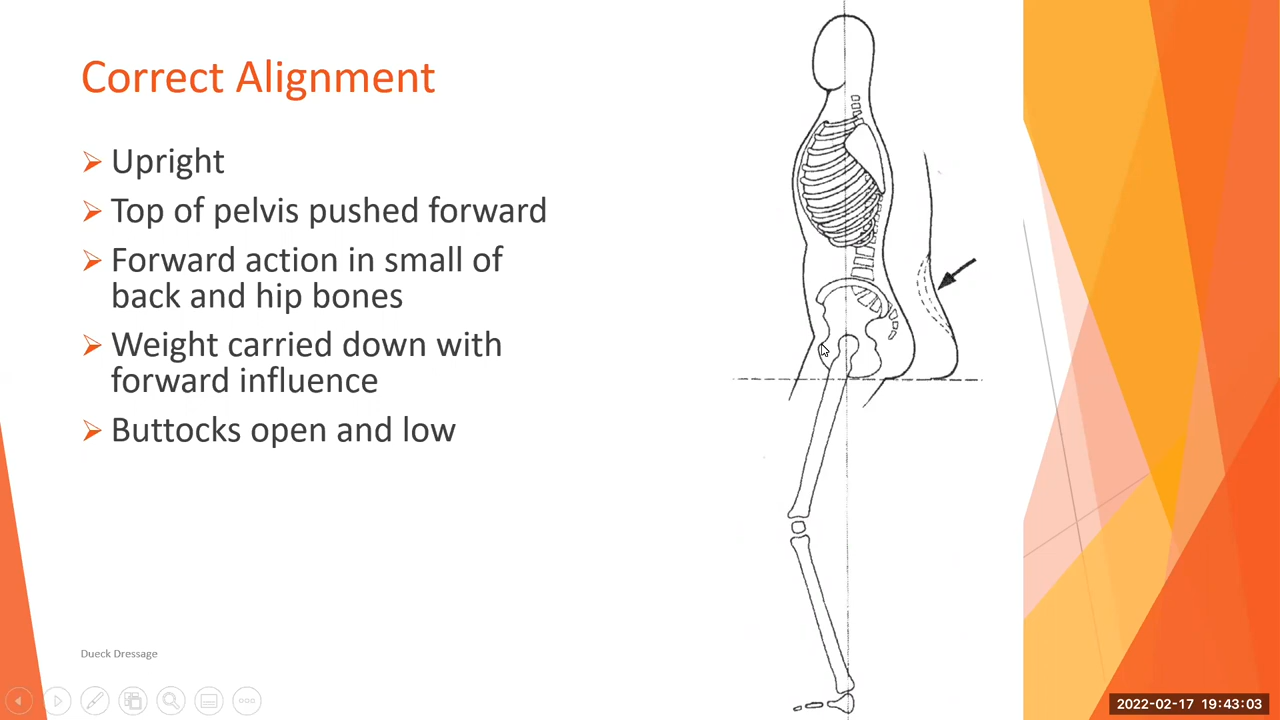 Correct Alignment
Upright
Top of pelvis pushed forward
Forward action in small of
back and hip bones
Weight carried down with
forward influence
Buttocks open and low
Dueck Dressage
2022-02-17 19:43:03